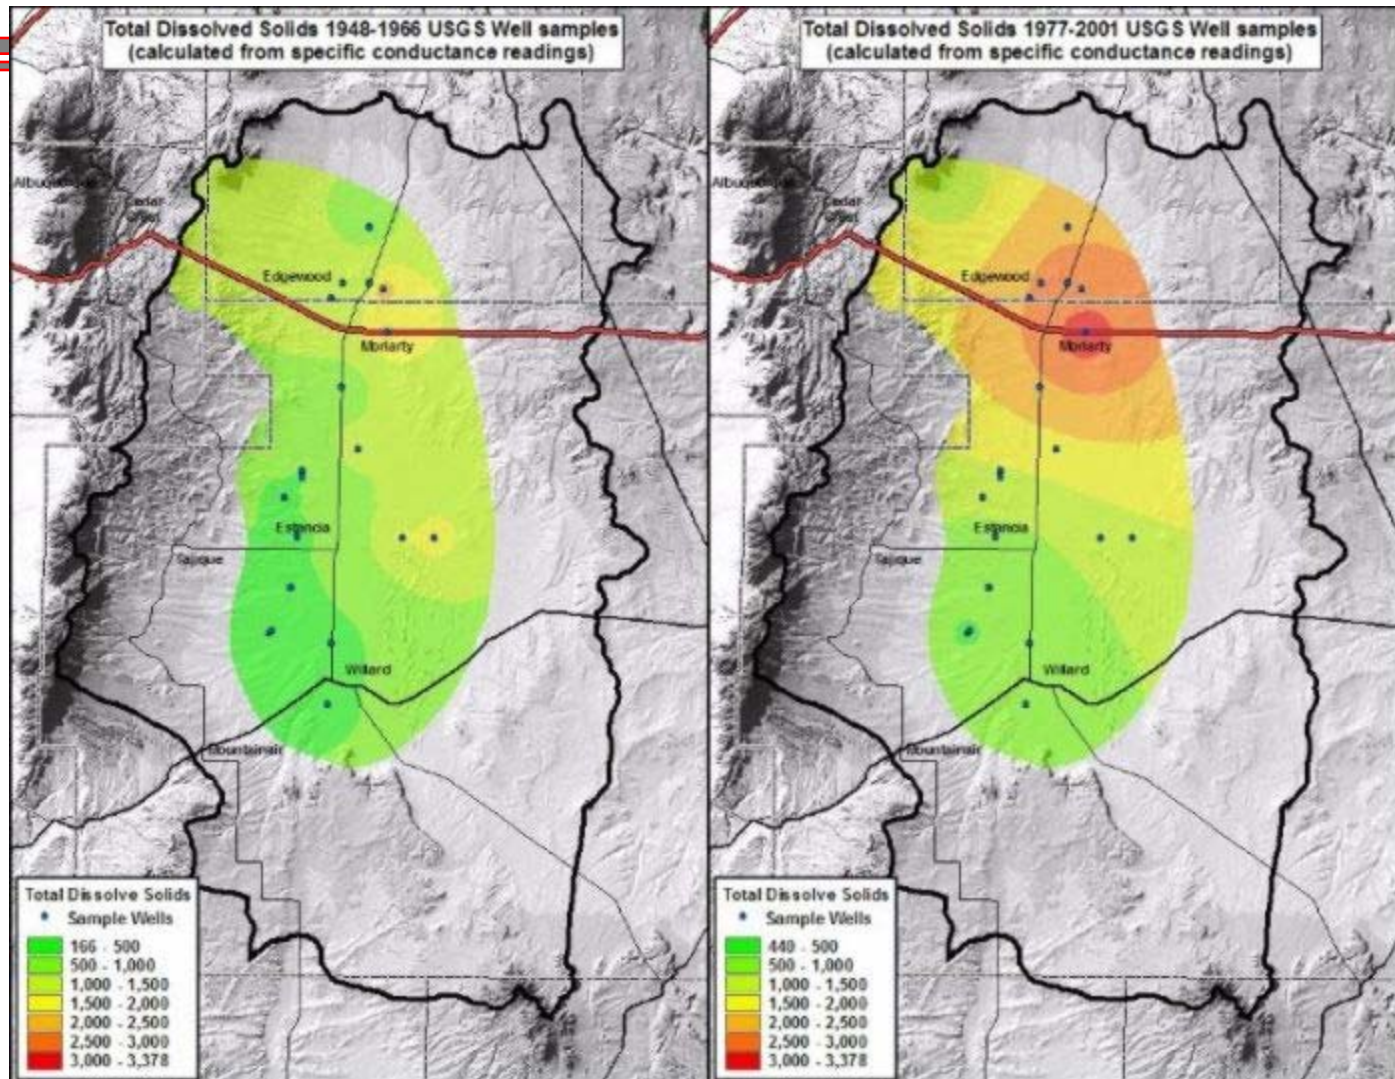 Total Dissolved Solids 1948-1966 USGS Well samples
(calculated from specific conductance readings)
Edgewood
Moriarty
Estancia
Tajique
Willard
Mountainair
Total Dissolve Solids
Sample Wells
166 - 500
500 - 1,000
1,000 - 1,500
1,500 - 2,000
2,000 - 2,500
2,500 - 3,000
3,000 - 3,378
Total Dissolved Solids 1977-2001 USGS Well samples
(calculated from specific conductance readings)
Edgewood
Moriarty
Estancia
Tajique
Willard
Mountainair
Total Dissolve Solids
Sample Wells
440 - 500
500 - 1,000
1,000 - 1,500
1,500 - 2,000
2,000 - 2,500
2,500 - 3,000
3,000 - 3,378